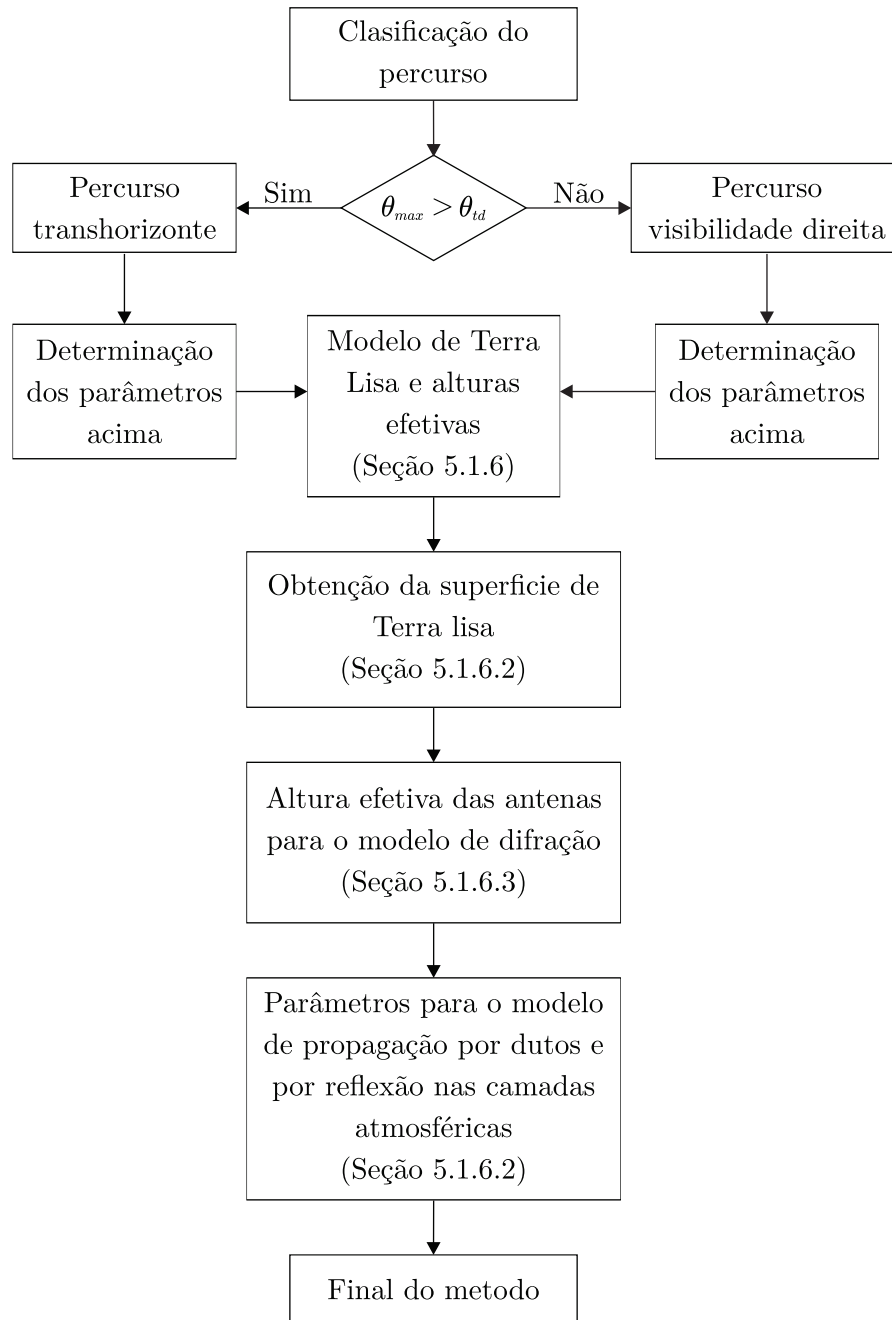 Clasificação do
percurso
Percurso
transhorizonte
Sim
θmax > θtd
Não
Percurso
visibilidade direita
Determinação
dos parâmetros
acima
Modelo de Terra
Lisa e alturas
efetivas
(Seção 5.1.6)
Determinação
dos parâmetros
acima
Obtenção da superficie de
Terra lisa
(Seção 5.1.6.2)
Altura efetiva das antenas
para o modelo de difração
(Seção 5.1.6.3)
Parâmetros para o modelo
de propagação por dutos e
por reflexão nas camadas
atmosféricas
(Seção 5.1.6.2)
Final do metodo